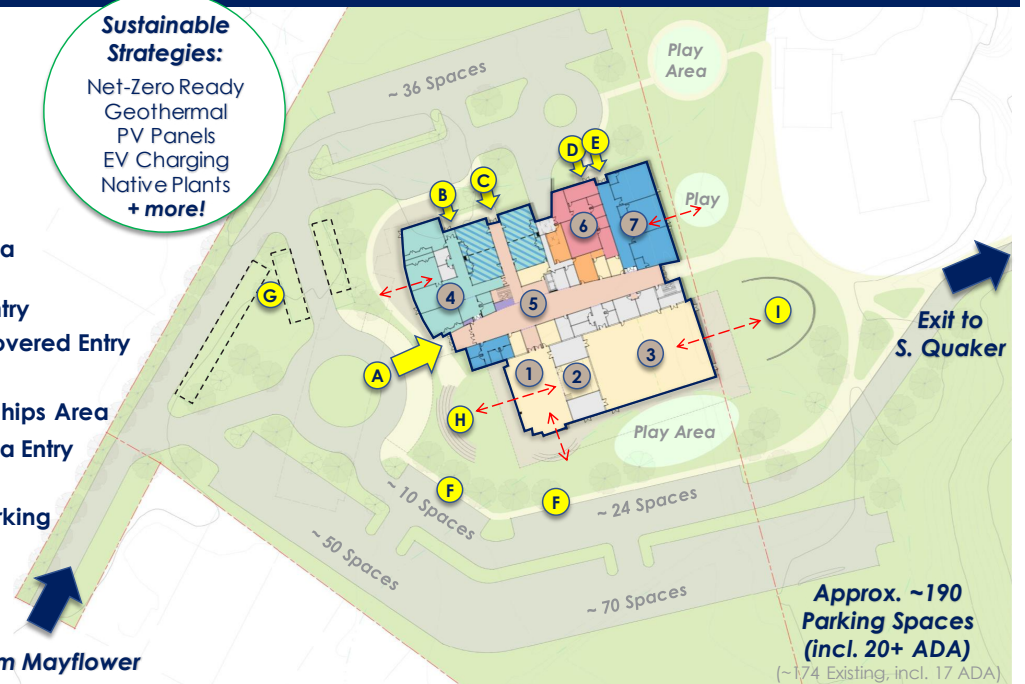 Sustainable
Strategies:
Net-Zero Ready
Geothermal
PV Panels
EV Charging
Native Plants
+ more!
~ 36 Spaces
Play
Area
D
E
B
C
Play
6
7
a
G
4
5
I
ntry
overed Entry
Exit to
S. Quaker
A
1
2
3
hips Area
H
Play Area
a Entry
F
F
~ 10 Spaces
~ 24 Spaces
rking
~ 50 Spaces
~ 70 Spaces
Approx. ~190
Parking Spaces
(incl. 20+ ADA)
(~174 Existing, incl. 17 ADA)
m Mayflower